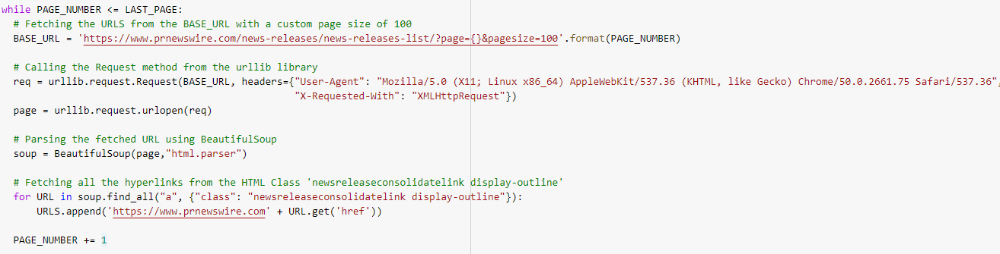 while PAGE_NUMBER <= LAST_PAGE:
  # Fetching the URLS from the BASE_URL with a custom page size of 100
  BASE_URL = 'https://www.prnewswire.com/news-releases/news-releases-list/?page={}&pagesize=100'.format(PAGE_NUMBER)

  # Calling the Request method from the urllib library
  req = urllib.request.Request(BASE_URL, headers={"User-Agent": "Mozilla/5.0 (X11; Linux x86_64) AppleWebKit/537.36 (KHTML, like Gecko) Chrome/50.0.2661.75 Safari/537.36",
                                                  "X-Requested-With": "XMLHttpRequest"})
  page = urllib.request.urlopen(req)

  # Parsing the fetched URL using BeautifulSoup
  soup = BeautifulSoup(page,"html.parser")

  # Fetching all the hyperlinks from the HTML Class 'newsreleaseconsolidatelink display-outline'
  for URL in soup.find_all("a", {"class": "newsreleaseconsolidatelink display-outline"}):
      URLS.append('https://www.prnewswire.com' + URL.get('href'))

  PAGE_NUMBER += 1